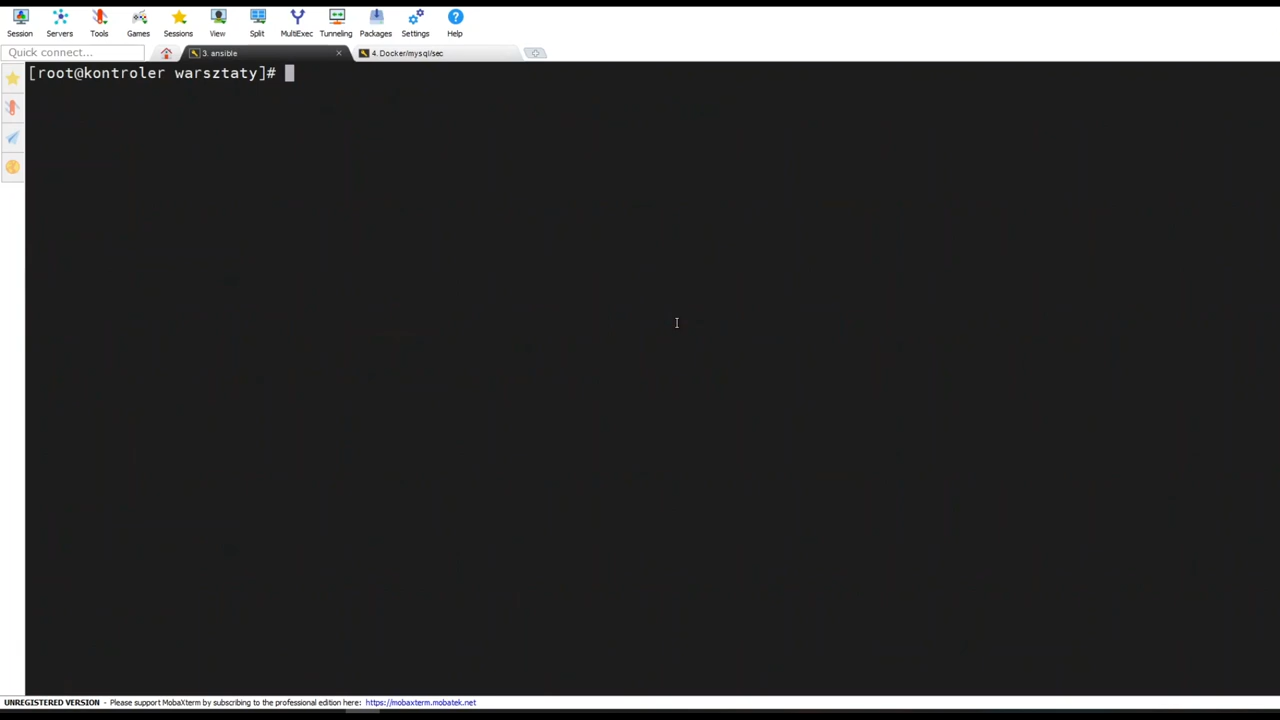 Session Servers Tools Games Sessions View Split MultiExec Tunneling Packages Settings Help
Quick connect... 3. ansible 4. Docker/mysql/sec
[root@kontroler warsztaty]#
UNREGISTERED VERSION - Please support MobaXterm by subscribing to the professional edition here: https://mobaxterm.mobatek.net